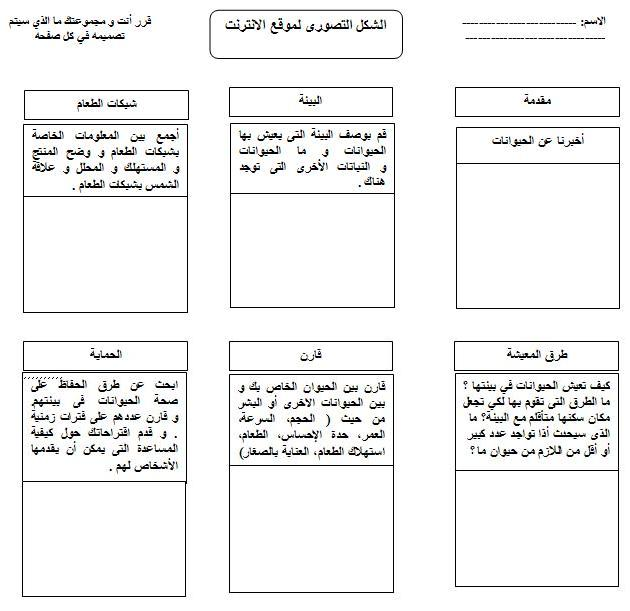 الاسم: ---------------------------
---------------------------------
الشكل التصورى لموقع الانترنت
قرر أنت و مجموعتك ما الذي سيتم
تصميمه في كل صفحه
مقدمة
أخبرنا عن الحيوانات
البيئة
قم بوصف البيئة التى يعيش بها
الحيوانات و ما الحيوانات
و النباتات الأخرى التى توجد
هناك .
شبكات الطعام
أجمع بين المعلومات الخاصة
بشبكات الطعام و وضح المنتج
و المستهلك و المحلل و علاقة
الشمس بشبكات الطعام .
طرق المعيشة
كيف تعيش الحيوانات في بيئتها ؟
ما الطرق التى تقوم بها لكي تجعل
مكان سكنها متأقلم مع البيئة؟ ما
الذى سيحدث أذا تواجد عدد كبير
أو أقل من اللازم من حيوان ما ؟
قارن
قارن بين الحيوان الخاص بك و
بين الحيوانات الاخرى أو البشر
من حيث ( الحجم، السرعة،
العمر، حدة الإحساس، الطعام،
استهلاك الطعام، العناية بالصغار)
الحماية
ابحث عن طرق الحفاظ على
صحة الحيوانات فى بيئتهم
و قارن عددهم على فترات زمنية
. و قدم اقتراحاتك حول كيفية
المساعدة التى يمكن أن يقدمها
الأشخاص لهم .